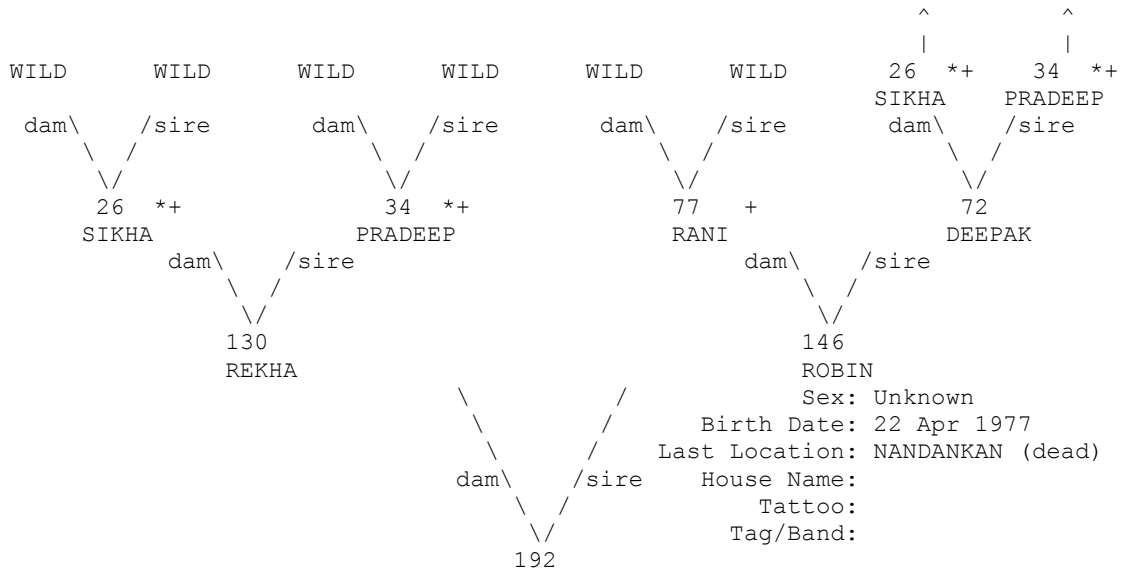 ^ ^
| |
WILD WILD WILD WILD WILD WILD 26 *+ 34 *+
SIKHA PRADEEP
dam\ /sire dam\ /sire dam\ /sire dam\ /sire
\ / \ / \ / \ /
\/ \/ \/ \/
26 *+ 34 *+ 77 + 72
SIKHA PRADEEP RANI DEEPAK
dam\ /sire dam\ /sire
\ / \ /
\/ \/
130 146
REKHA ROBIN
\ / Sex: Unknown
\ / Birth Date: 22 Apr 1977
\ / Last Location: NANDANKAN (dead)
dam\ /sire House Name:
\ / Tattoo:
\/ Tag/Band:
192